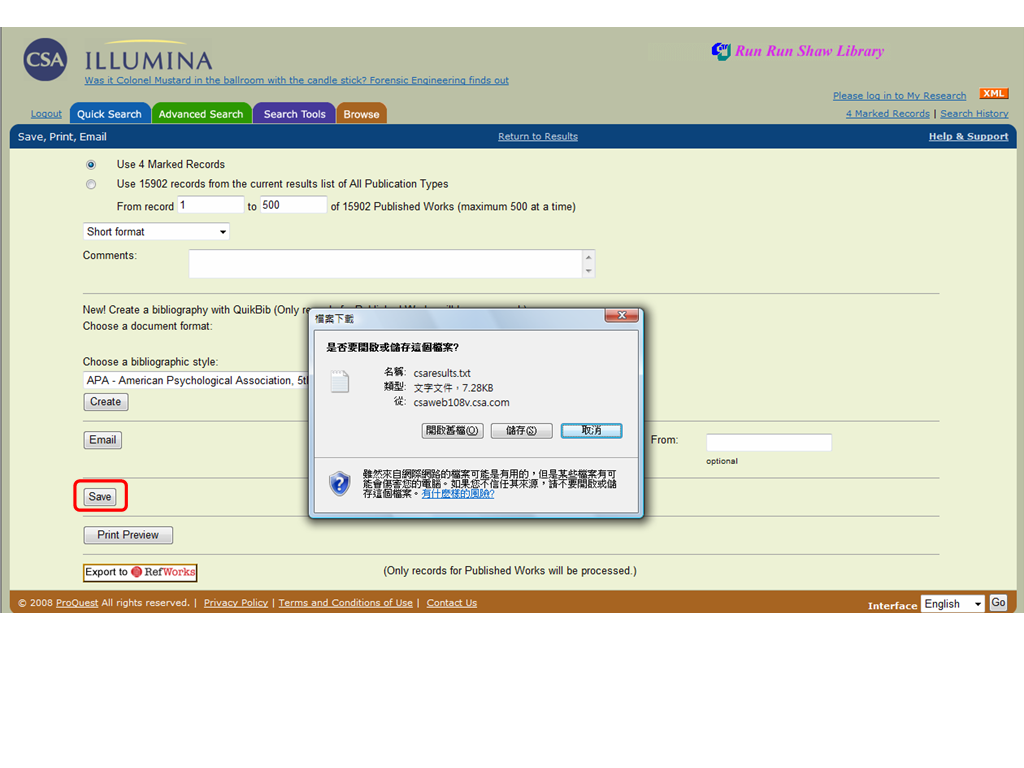 CSA
ILLUMINA
Run Run Shaw Library
Was it Colonel Mustard in the ballroom with the candle stick? Forensic Engineering finds out
Please log in to My Research XML
Logout Quick Search Advanced Search Search Tools Browse 4 Marked Records | Search History
Save, Print, Email Return to Results Help & Support
Use 4 Marked Records
Use 15902 records from the current results list of All Publication Types
From record 1 to 500 of 15902 Published Works (maximum 500 at a time)
Short format
Comments:
New! Create a bibliography with QuikBib (Only
Choose a document format:
Choose a bibliographic style:
APA - American Psychological Association,
Create
Email From:
optional
Save
Print Preview
Export to RefWorks (Only records for Published Works will be processed.)
檔案下載
是否要開啟或儲存這個檔案?
名稱: csaresults.txt
類型: 文字文件,7.28KB
從: csaweb108v.csa.com
開啟舊檔(O) 儲存(S) 取消
雖然來自網際網路的檔案可能是有用的,但是某些檔案有可
能會傷害您的電腦。如果您不信任其來源,請不要開啟或儲
存這個檔案。有什麼樣的風險?
© 2008 ProQuest All rights reserved. | Privacy Policy | Terms and Conditions of Use | Contact Us
Interface English Go